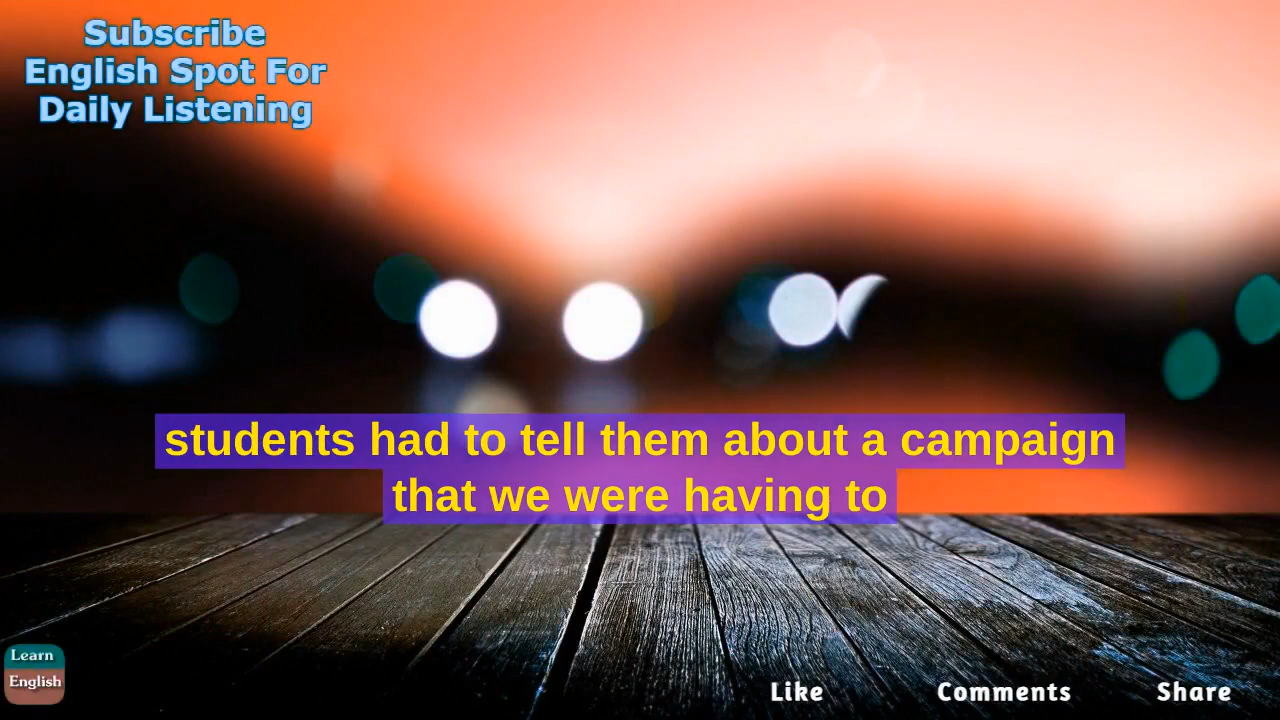 Subscribe
English Spot For
Daily Listening
students had to tell them about a campaign
that we were having to
Learn
English
Like
Comments
Share